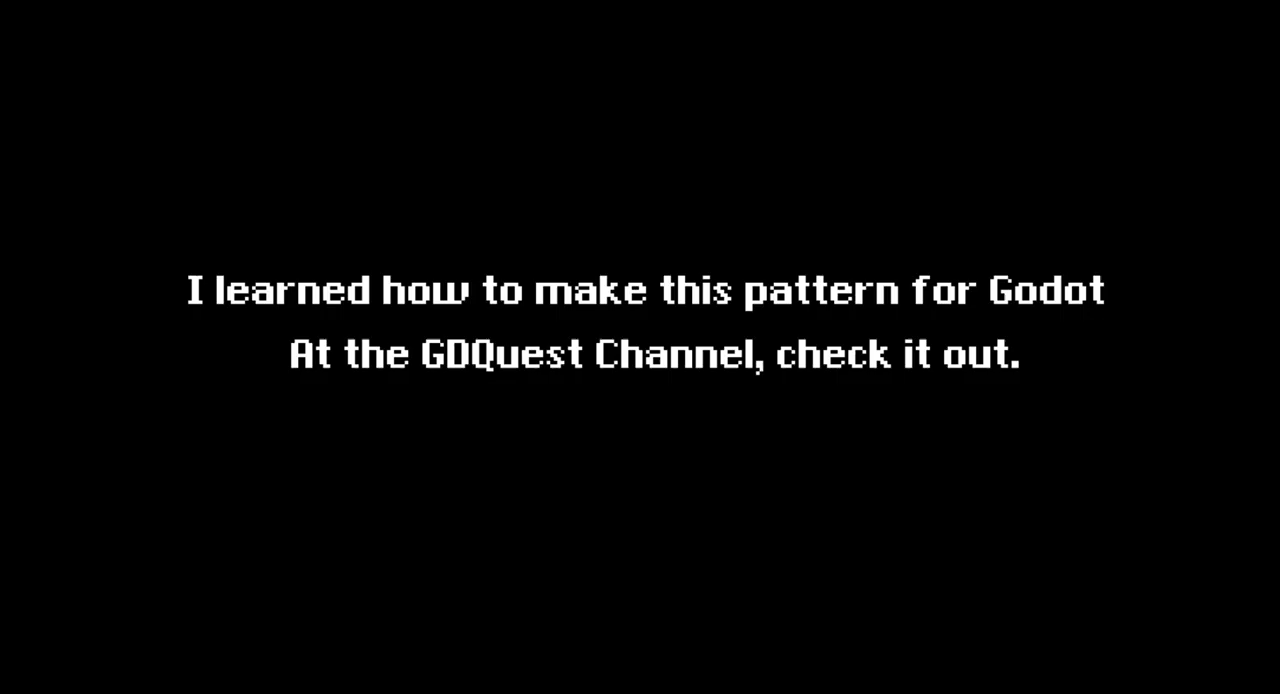 I learned how to make this pattern for Godot
At the GDQuest Channel, check it out.